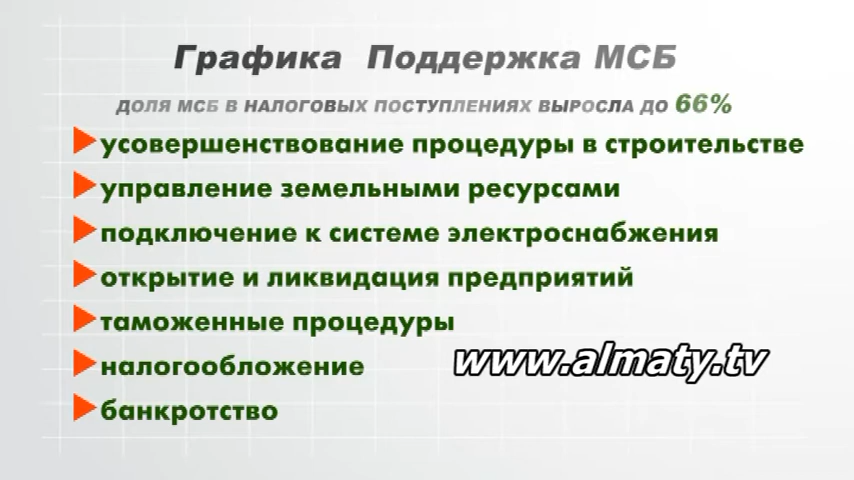 Графика Поддержка МСБ
ДОЛЯ МСБ В НАЛОГОВЫХ ПОСТУПЛЕНИЯХ ВЫРОСЛА ДО 66%
усовершенствование процедуры в строительстве
управление земельными ресурсами
подключение к системе электроснабжения
открытие и ликвидация предприятий
таможенные процедуры
налогообложение
www.almaty.tv
банкротство